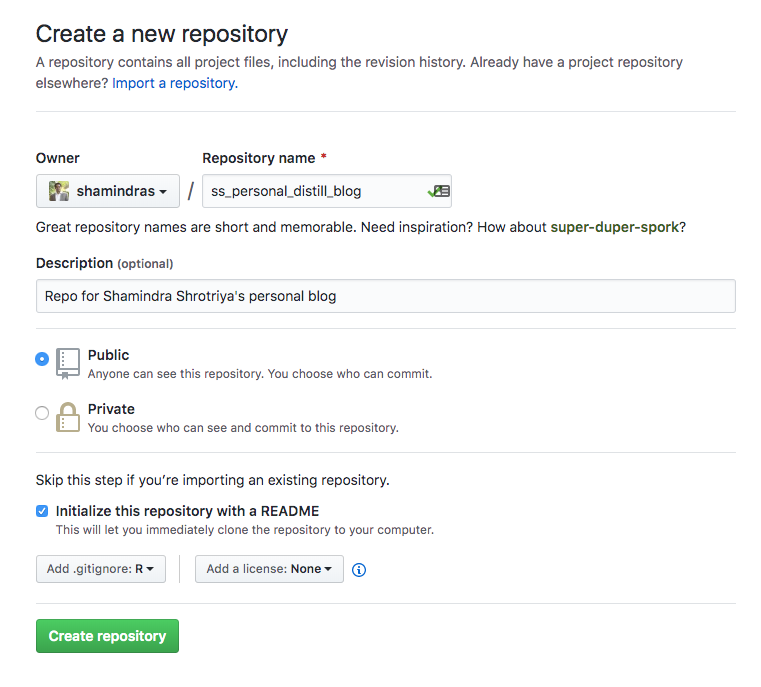 Create a new repository
A repository contains all project files, including the revision history. Already have a project repository
elsewhere? Import a repository.
Owner
Repository name *
shamindras / ss_personal_distill_blog
Great repository names are short and memorable. Need inspiration? How about super-duper-spork?
Description (optional)
Repo for Shamindra Shrotriya's personal blog
Public
Anyone can see this repository. You choose who can commit.
Private
You choose who can see and commit to this repository.
Skip this step if you’re importing an existing repository.
Initialize this repository with a README
This will let you immediately clone the repository to your computer.
Add .gitignore: R
Add a license: None
Create repository